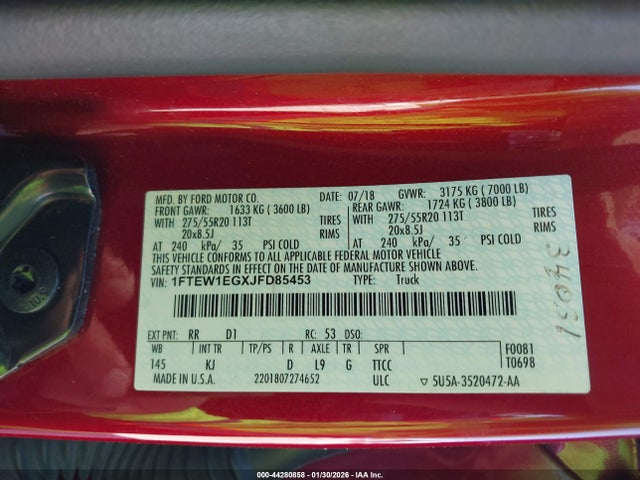 MFD. BY FORD MOTOR CO. DATE: 07/18 GVWR: 3175 KG ( 7000 LB)
FRONT GAWR: 1633 KG ( 3600 LB) REAR GAWR: 1724 KG ( 3800 LB)
WITH 275/55R20 113T TIRES WITH 275/55R20 113T TIRES
20x8.5J RIMS 20x8.5J RIMS
AT 240 kPa/ 35 PSI COLD AT 240 kPa/ 35 PSI COLD
THIS VEHICLE CONFORMS TO ALL APPLICABLE FEDERAL MOTOR VEHICLE
SAFETY AND THEFT PREVENTION STANDARDS IN EFFECT ON THE DATE OF MANUFACTURE SHOWN ABOVE.
VIN: 1FTEW1EGXJFD85453 TYPE: Truck
EXT PNT: RR D1 RC: 53 DSO:
WB INT TR TP/PS R AXLE TR SPR
145 KJ D L9 G TTCC
F0081
T0698
MADE IN U.S.A. 2201807274652 ULC ▽ 5U5A-3520472-AA
000-44280858 - 01/30/2026 - IAA Inc.